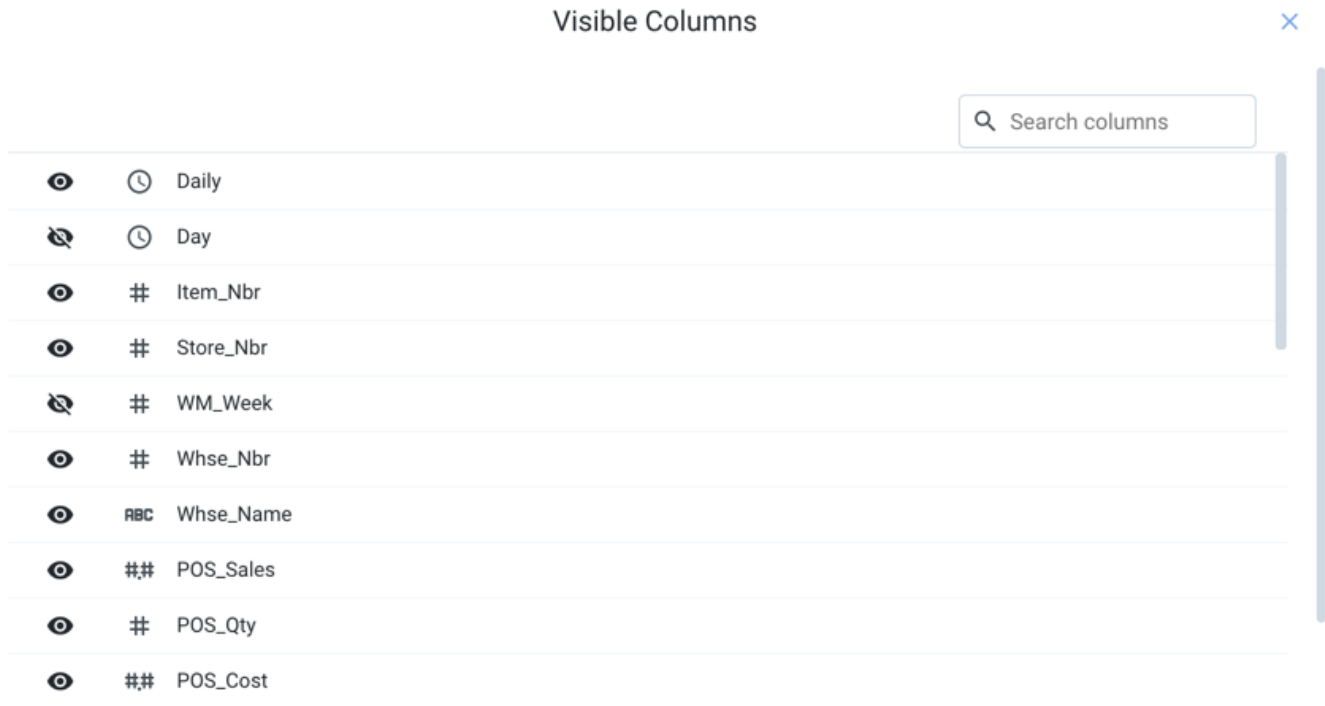 Visible Columns
Search columns
Daily
Day
# Item_Nbr
# Store_Nbr
# WM_Week
# Whse_Nbr
ABC Whse_Name
#.# POS_Sales
# POS_Qty
#.# POS_Cost